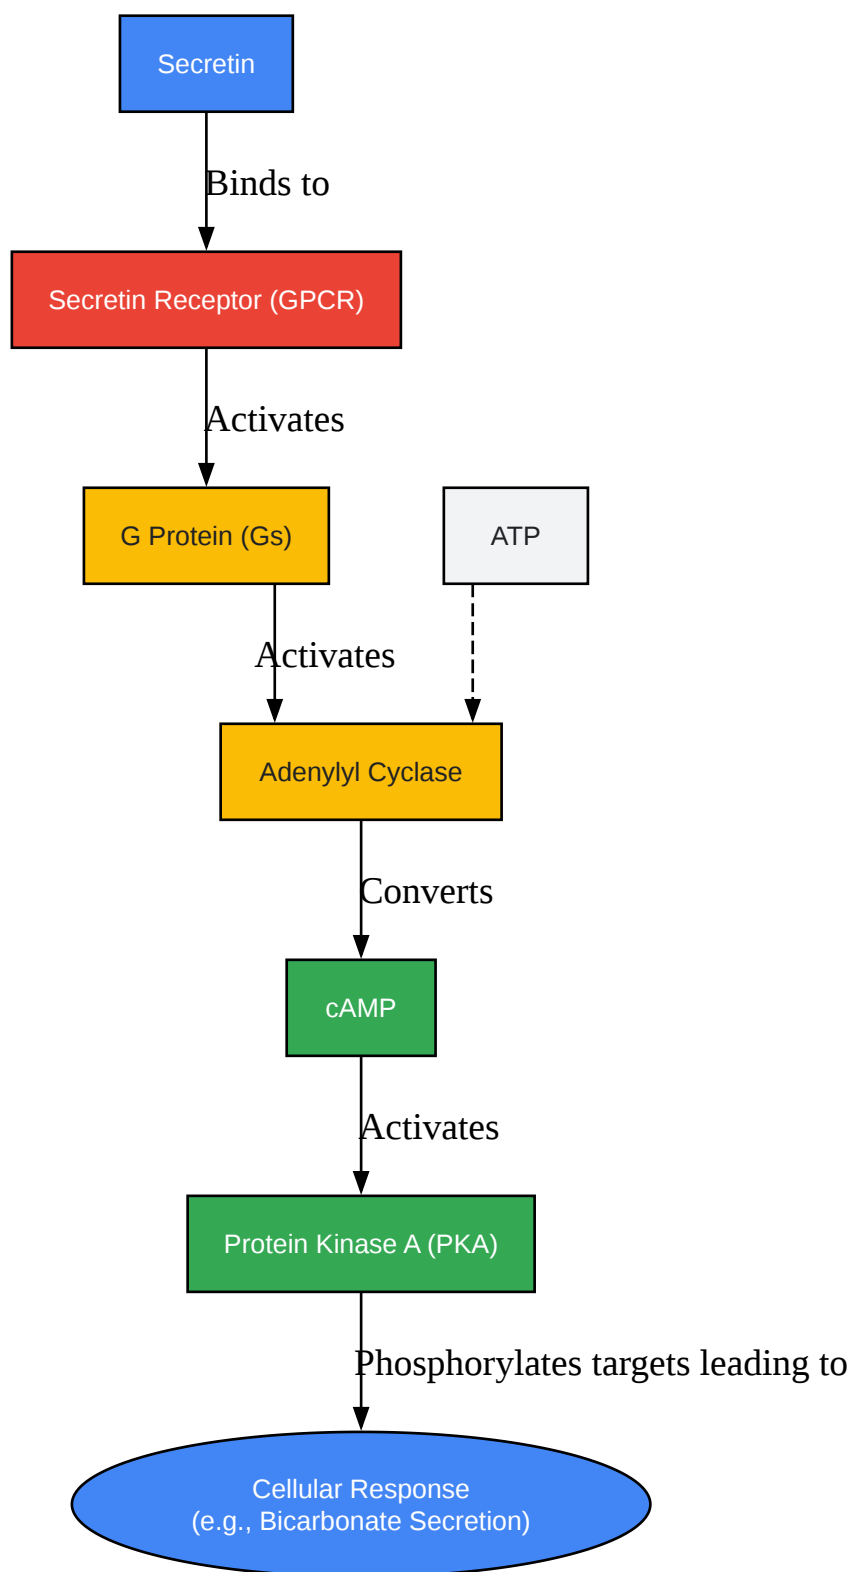 Secretin
Binds to
Secretin Receptor (GPCR)
Activates
G Protein (Gs)
ATP
Activates
Adenylyl Cyclase
Converts
cAMP
Activates
Protein Kinase A (PKA)
Phosphorylates targets leading to
Cellular Response
(e.g., Bicarbonate Secretion)